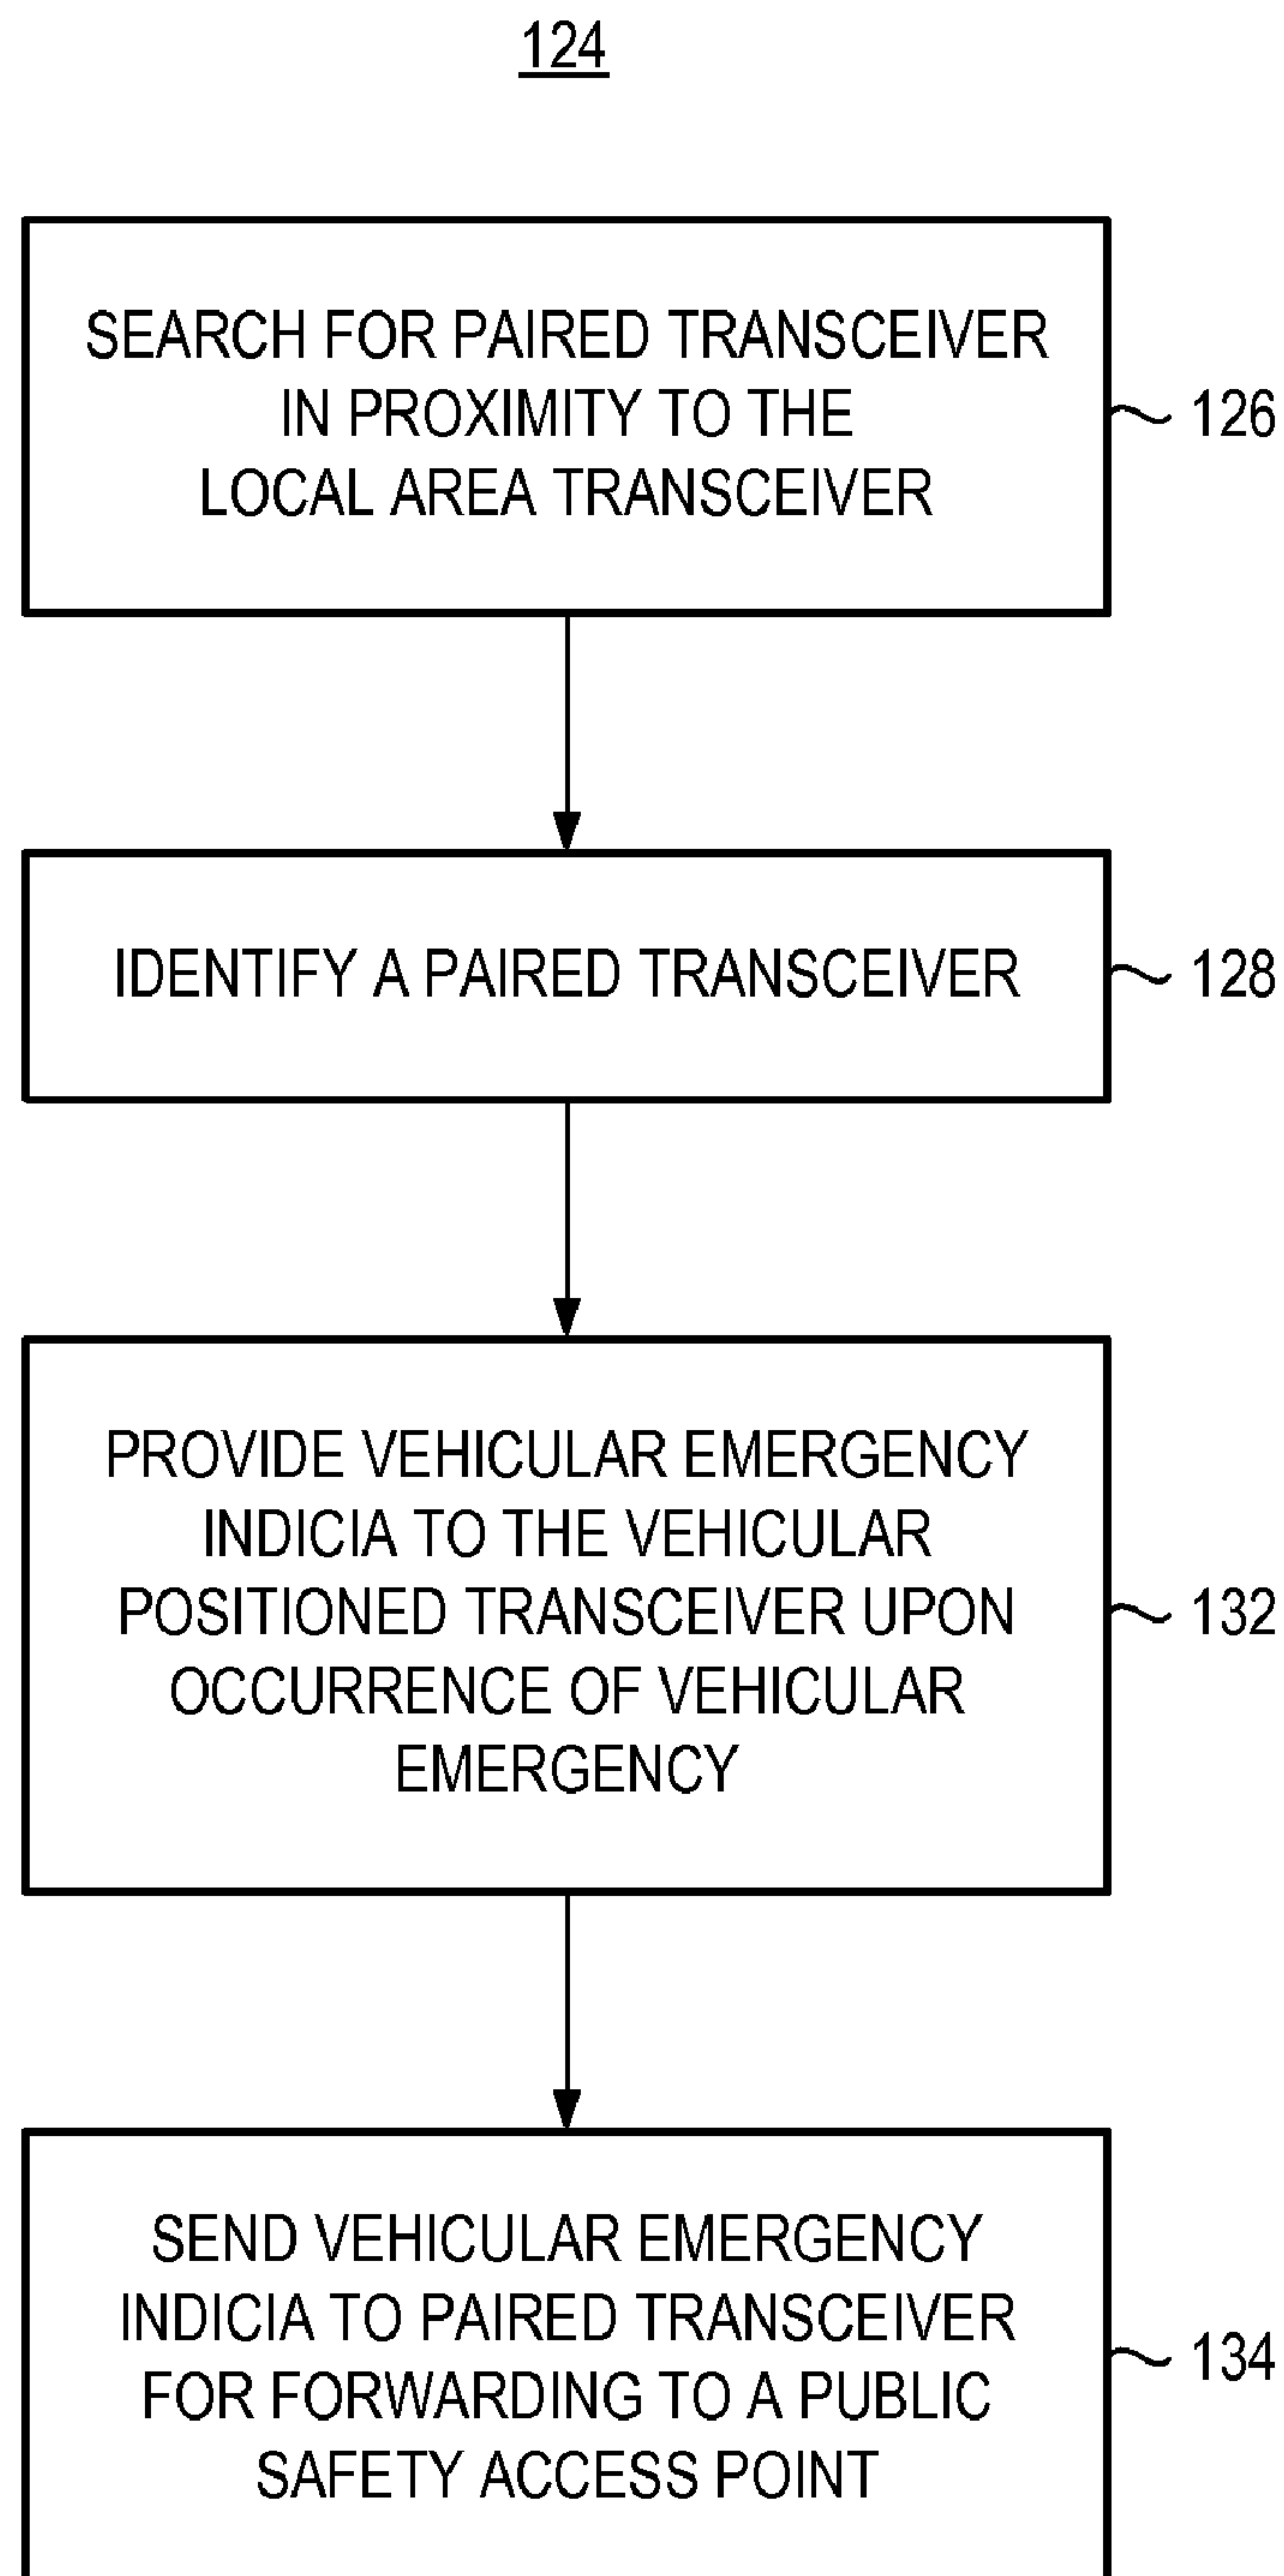 124
SEARCH FOR PAIRED TRANSCEIVER
IN PROXIMITY TO THE
LOCAL AREA TRANSCEIVER
126
IDENTIFY A PAIRED TRANSCEIVER
128
PROVIDE VEHICULAR EMERGENCY
INDICIA TO THE VEHICULAR
POSITIONED TRANSCEIVER UPON
OCCURRENCE OF VEHICULAR
EMERGENCY
132
SEND VEHICULAR EMERGENCY
INDICIA TO PAIRED TRANSCEIVER
FOR FORWARDING TO A PUBLIC
SAFETY ACCESS POINT
134